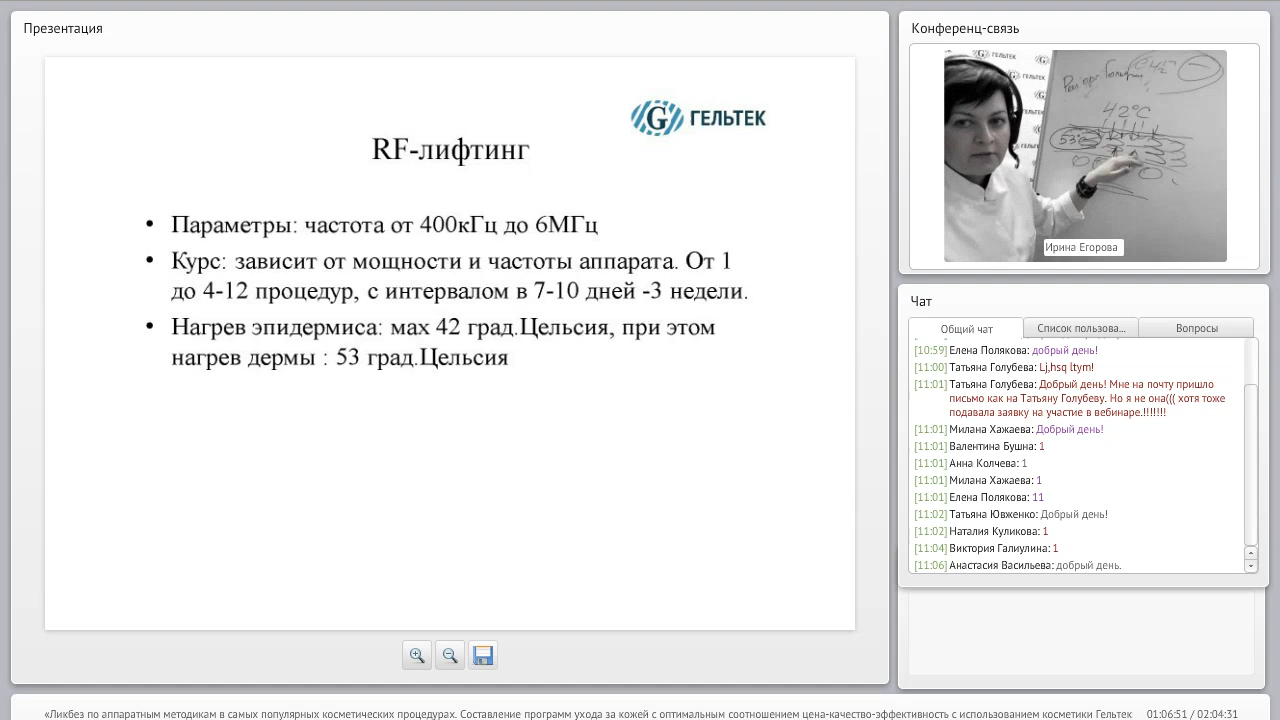 Презентация
ГЕЛЬТЕК
RF-лифтинг
• Параметры: частота от 400кГц до 6МГц
• Курс: зависит от мощности и частоты аппарата. От 1
до 4-12 процедур, с интервалом в 7-10 дней -3 недели.
• Нагрев эпидермиса: мах 42 град.Цельсия, при этом
нагрев дермы : 53 град.Цельсия
Конференц-связь
42°C
53°
Ирина Егорова
Чат
Общий чат
Список пользова...
Вопросы
[10:59] Елена Полякова: добрый день!
[11:00] Татьяна Голубева: Lj,hsq ltym!
[11:01] Татьяна Голубева: Добрый день! Мне на почту пришло
письмо как на Татьяну Голубеву. Но я не она((( хотя тоже
подавала заявку на участие в вебинаре.!!!!!!!
[11:01] Милана Хажаева: Добрый день!
[11:01] Валентина Бушна: 1
[11:01] Анна Колчева: 1
[11:01] Милана Хажаева: 1
[11:01] Елена Полякова: 11
[11:02] Татьяна Ювженко: Добрый день!
[11:02] Наталия Куликова: 1
[11:04] Виктория Галиулина: 1
[11:06] Анастасия Васильева: добрый день.
«Ликбез по аппаратным методикам в самых популярных косметических процедурах. Составление программ ухода за кожей с оптимальным соотношением цена-качество-эффективность с использованием косметики Гельтек 01:06:51 / 02:04:31